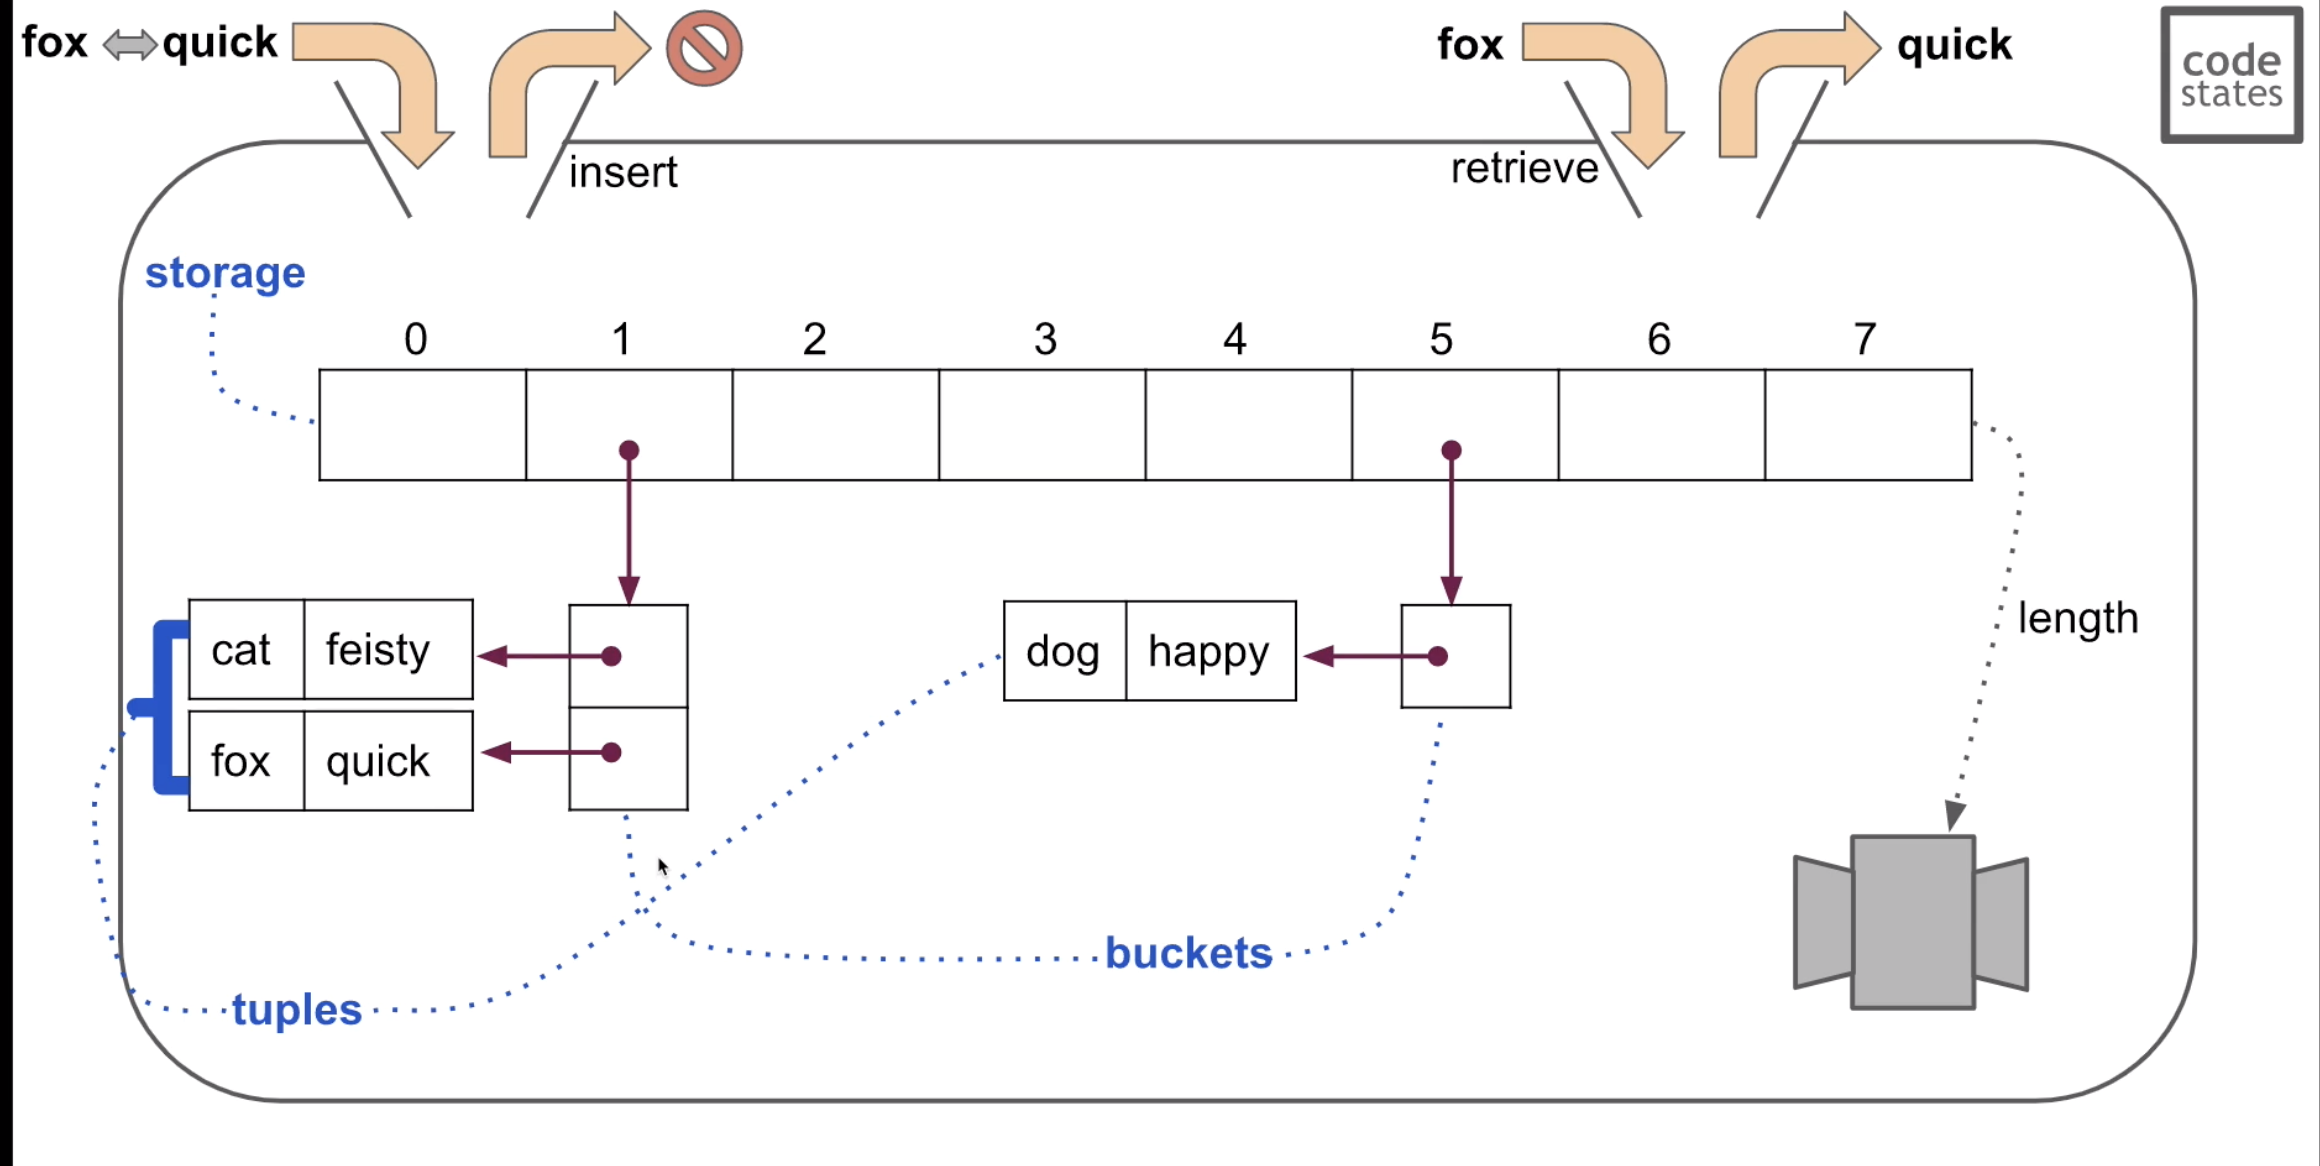 fox quick
fox quick
code
states
insert
retrieve
storage
0 1 2 3 4 5 6 7
length
cat feisty
dog happy
fox quick
buckets
tuples